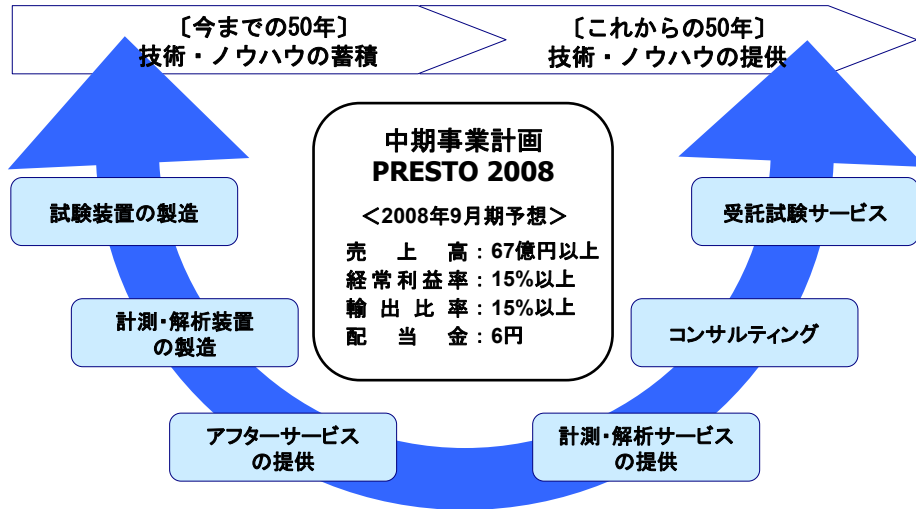 〔今までの50年〕
技術・ノウハウの蓄積
〔これからの50年〕
技術・ノウハウの提供
中期事業計画
PRESTO 2008
＜2008年9月期予想＞
売上高：67億円以上
経常利益率：15%以上
輸出比率：15%以上
配当金：6円
試験装置の製造
計測・解析装置
の製造
アフターサービス
の提供
計測・解析サービス
の提供
コンサルティング
受託試験サービス